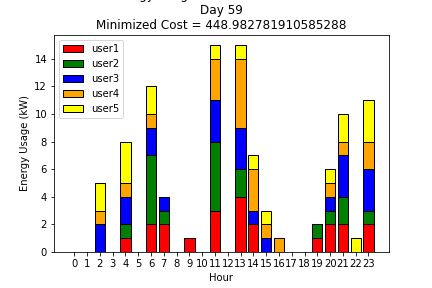 Day 59
Minimized Cost = 448.982781910585288
user1
user2
user3
user4
user5
Energy Usage (kW)
14
12
10
8
6
4
2
0
0 1 2 3 4 5 6 7 8 9 10 11 12 13 14 15 16 17 18 19 20 21 22 23
Hour